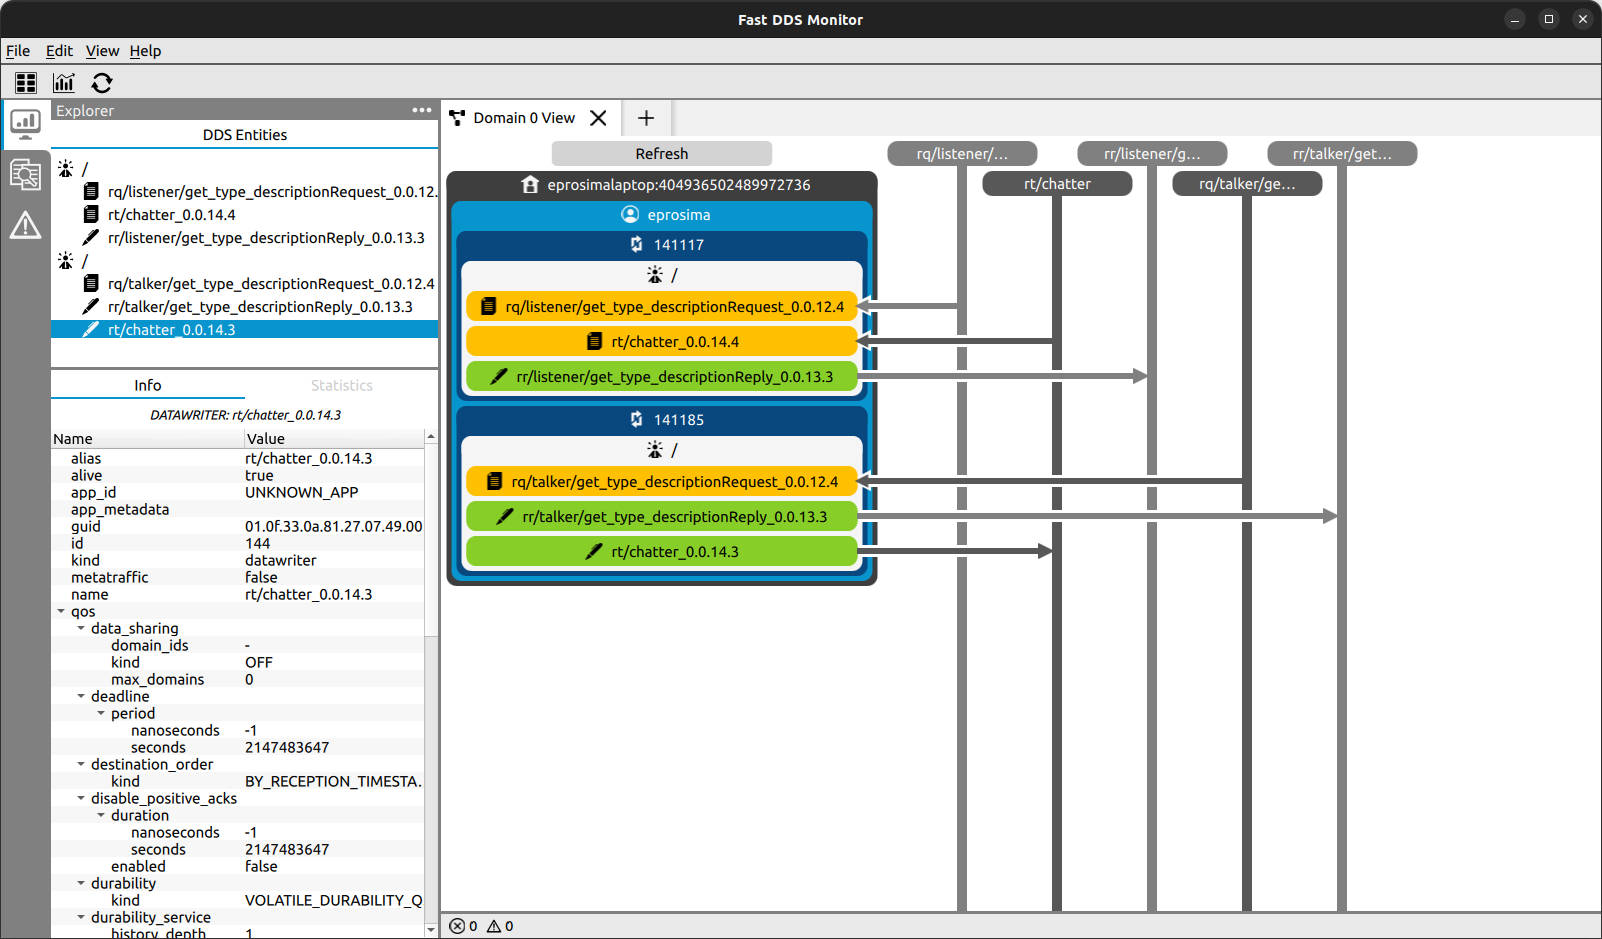 Fast DDS Monitor
File Edit View Help
Explorer
DDS Entities
/
rq/listener/get_type_descriptionRequest_0.0.12.
rt/chatter_0.0.14.4
rr/listener/get_type_descriptionReply_0.0.13.3
/
rq/talker/get_type_descriptionRequest_0.0.12.4
rr/talker/get_type_descriptionReply_0.0.13.3
rt/chatter_0.0.14.3
Info Statistics
DATAWRITER: rt/chatter_0.0.14.3
Name Value
alias rt/chatter_0.0.14.3
alive true
app_id UNKNOWN_APP
app_metadata
guid 01.0f.33.0a.81.27.07.49.00
id 144
kind datawriter
metatraffic false
name rt/chatter_0.0.14.3
qos
data_sharing
domain_ids -
kind OFF
max_domains 0
deadline
period
nanoseconds -1
seconds 2147483647
destination_order
kind BY_RECEPTION_TIMESTA.
disable_positive_acks
duration
nanoseconds -1
seconds 2147483647
enabled false
durability
kind VOLATILE_DURABILITY_Q
durability_service
history_depth 1
Domain 0 View
Refresh
rq/listener/...
rr/listener/g...
rr/talker/get...
rt/chatter
rq/talker/ge...
eprosimalaptop:404936502489972736
eprosima
141117
/
rq/listener/get_type_descriptionRequest_0.0.12.4
rt/chatter_0.0.14.4
rr/listener/get_type_descriptionReply_0.0.13.3
141185
/
rq/talker/get_type_descriptionRequest_0.0.12.4
rr/talker/get_type_descriptionReply_0.0.13.3
rt/chatter_0.0.14.3
0 0